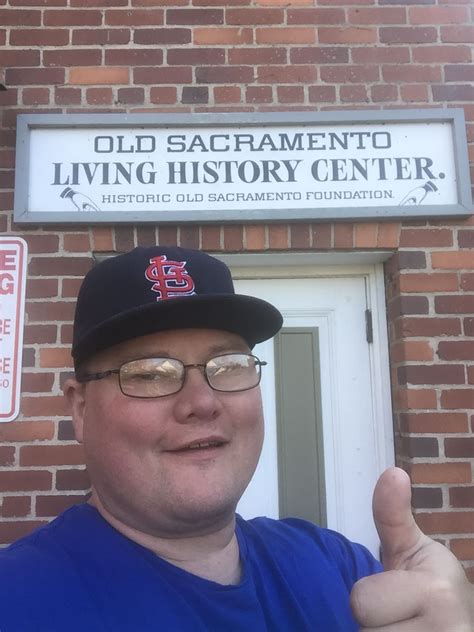 OLD SACRAMENTO
LIVING HISTORY CENTER.
HISTORIC OLD SACRAMENTO FOUNDATION.
STL